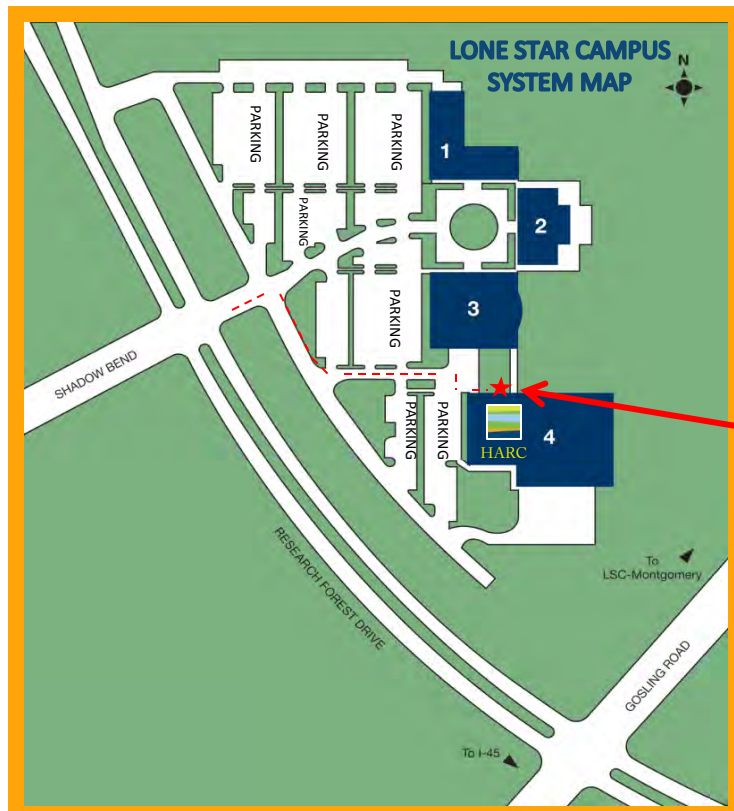 LONE STAR CAMPUS
SYSTEM MAP
N
PARKING
PARKING
PARKING
1
PARKING
2
PARKING
3
SHADOW BEND
PARKING
PARKING
4
HARC
RESEARCH FOREST DRIVE
To
LSC-Montgomery
GOSLING ROAD
To I-45